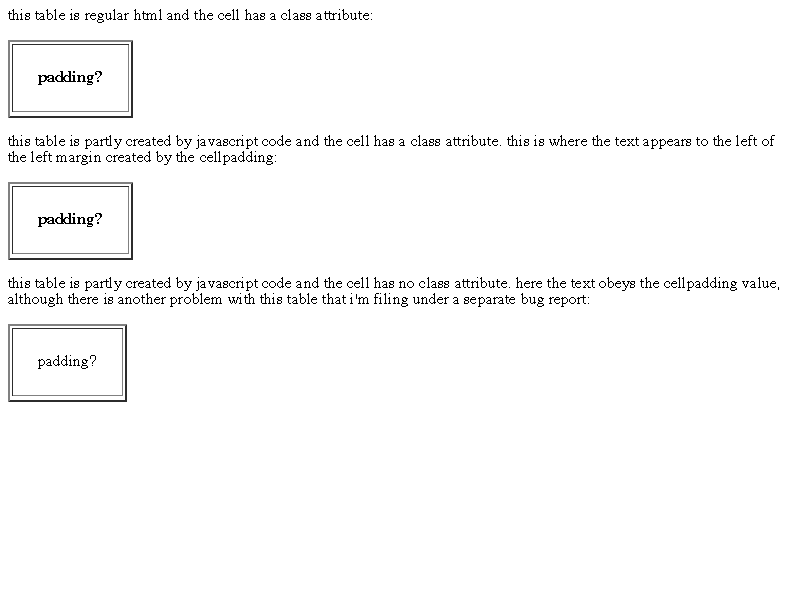 this table is regular html and the cell has a class attribute:
padding?
this table is partly created by javascript code and the cell has a class attribute. this is where the text appears to the left of
the left margin created by the cellpadding:
padding?
this table is partly created by javascript code and the cell has no class attribute. here the text obeys the cellpadding value,
although there is another problem with this table that i'm filing under a separate bug report:
padding?